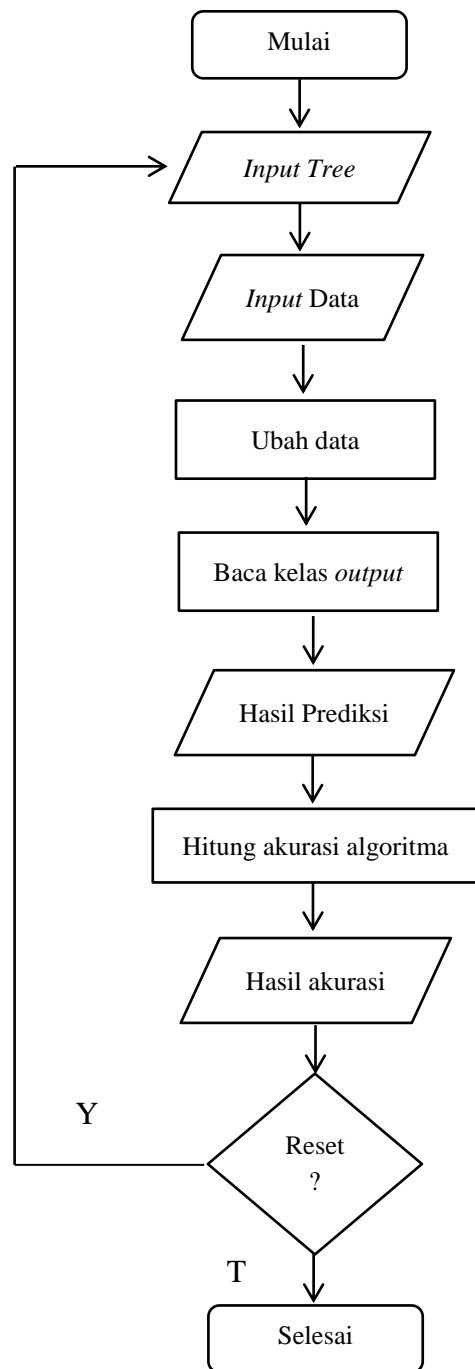 Mulai
Input Tree
Input Data
Ubah data
Baca kelas output
Hasil Prediksi
Hitung akurasi algoritma
Hasil akurasi
Y
Reset
?
T
Selesai